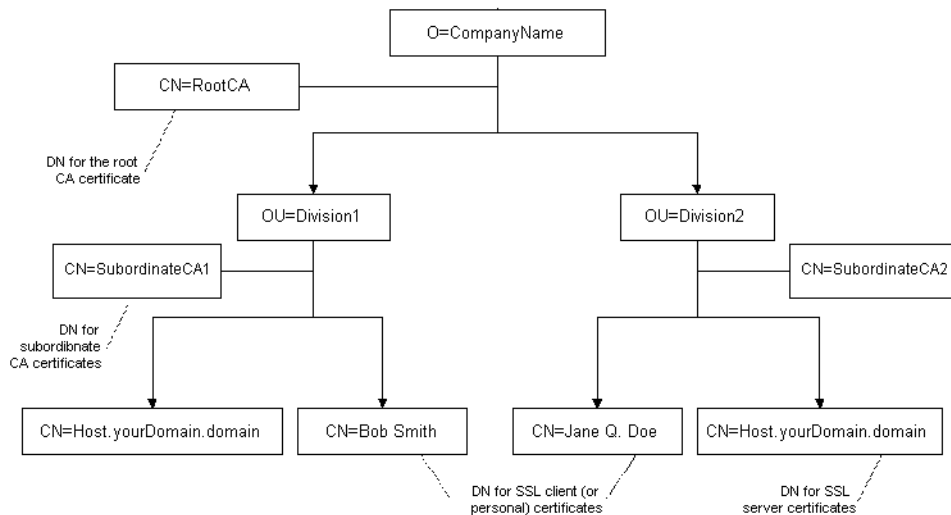 O=CompanyName
CN=RootCA
DN for the root
CA certificate
OU=Division1
OU=Division2
CN=SubordinateCA1
CN=SubordinateCA2
DN for
subordibnate
CA certificates
CN=Host.yourDomain.domain
CN=Bob Smith
CN=Jane Q. Doe
CN=Host.yourDomain.domain
DN for SSL client (or
personal) certificates
DN for SSL
server certificates